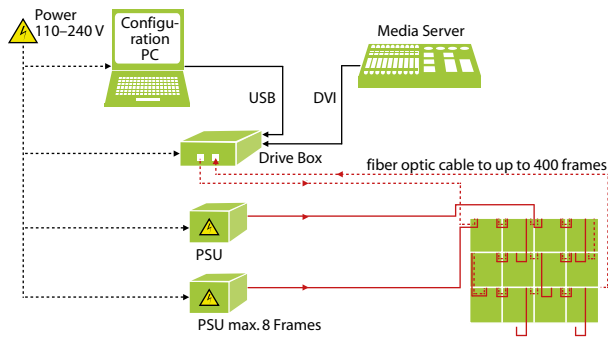 Power
110–240 V
Configu-
ration
PC
Media Server
USB
DVI
Drive Box
fiber optic cable to up to 400 frames
PSU
PSU max. 8 Frames